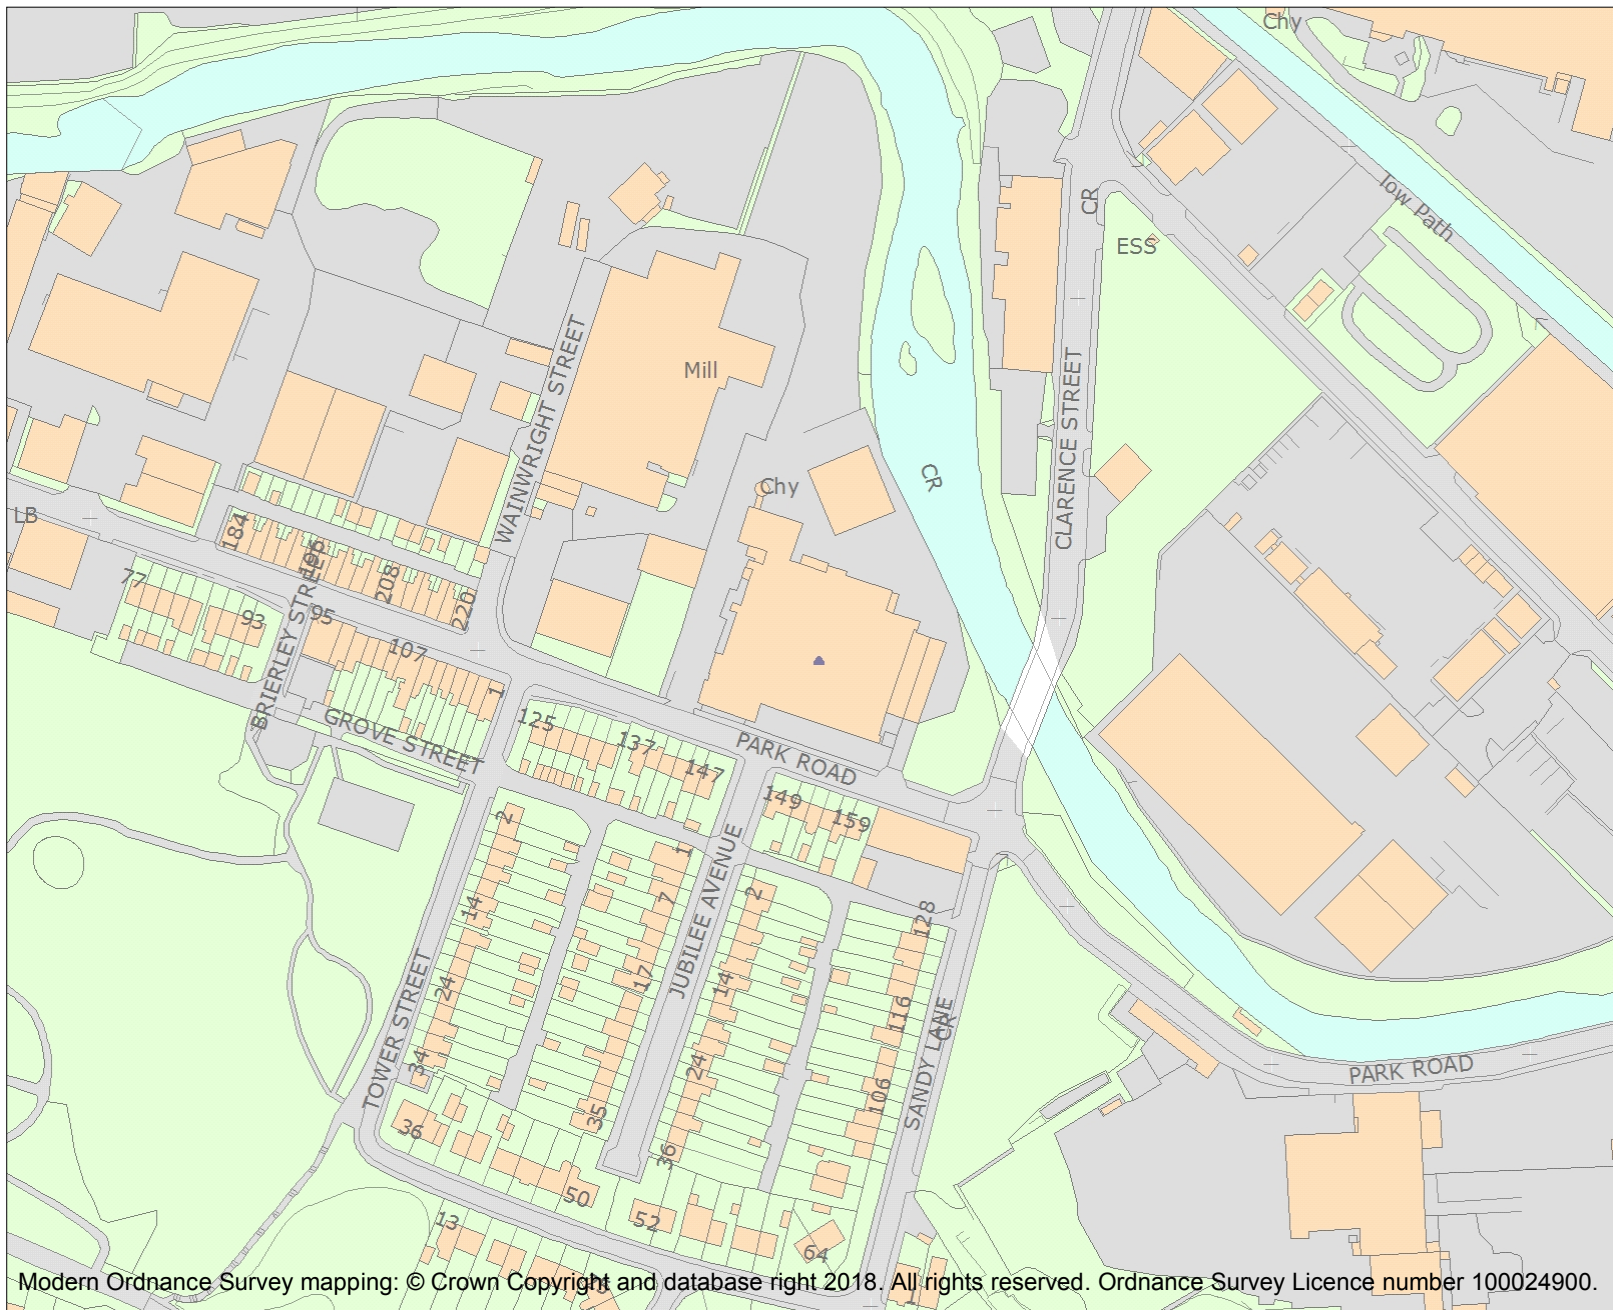 Chy
Tow Path
CR
ESS
Mill
WAINWRIGHT STREET
CLARENCE STREET
Chy
CR
LB
184
196
208
220
77
93
95
107
1
BRIERLEY STREET
GROVE STREET
125
137
147
PARK ROAD
149
159
2
1
14
7
2
JUBILEE AVENUE
128
24
17
14
116
SANDY LANE
CR
TOWER STREET
34
24
106
PARK ROAD
36
35
36
50
52
64
13
1
Modern Ordnance Survey mapping: © Crown Copyright and database right 2018. All rights reserved. Ordnance Survey Licence number 100024900.